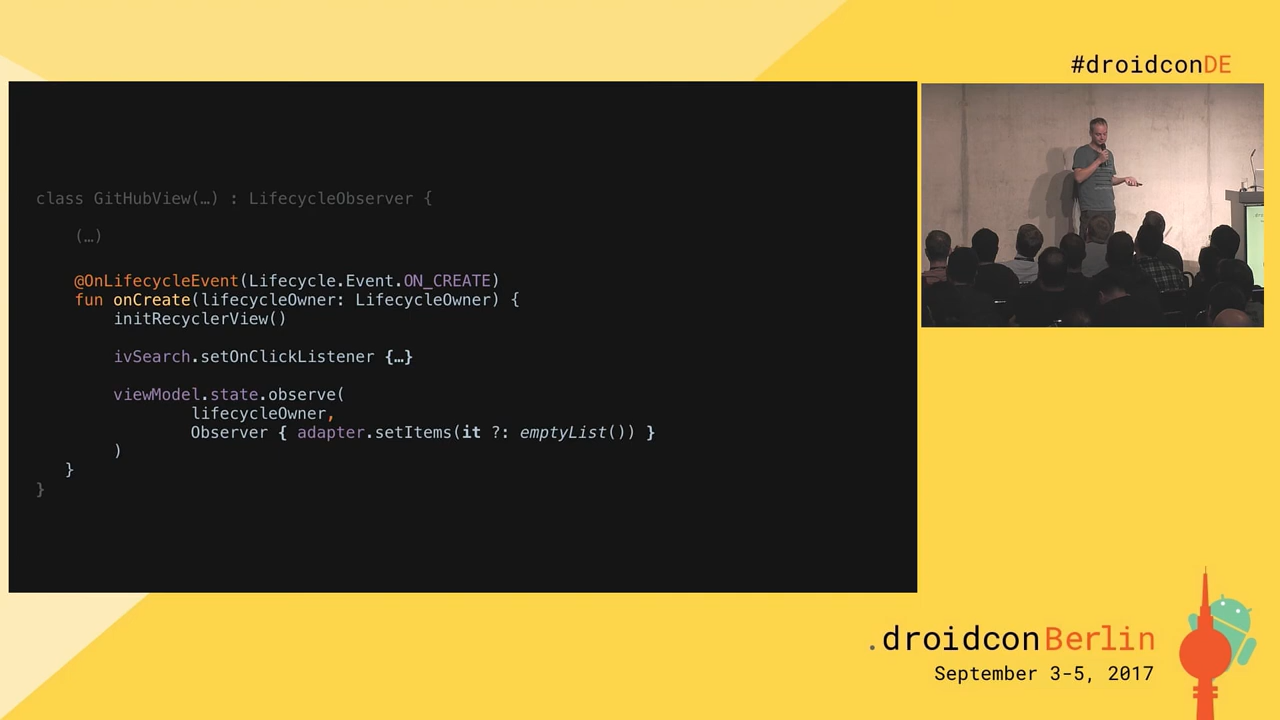 #droidconDE
class GitHubView(…) : LifecycleObserver {
(…)
@OnLifecycleEvent(Lifecycle.Event.ON_CREATE)
fun onCreate(lifecycleOwner: LifecycleOwner) {
initRecyclerView()
ivSearch.setOnClickListener {…}
viewModel.state.observe(
lifecycleOwner,
Observer { adapter.setItems(it ?: emptyList()) }
)
}
}
.droidconBerlin
September 3-5, 2017